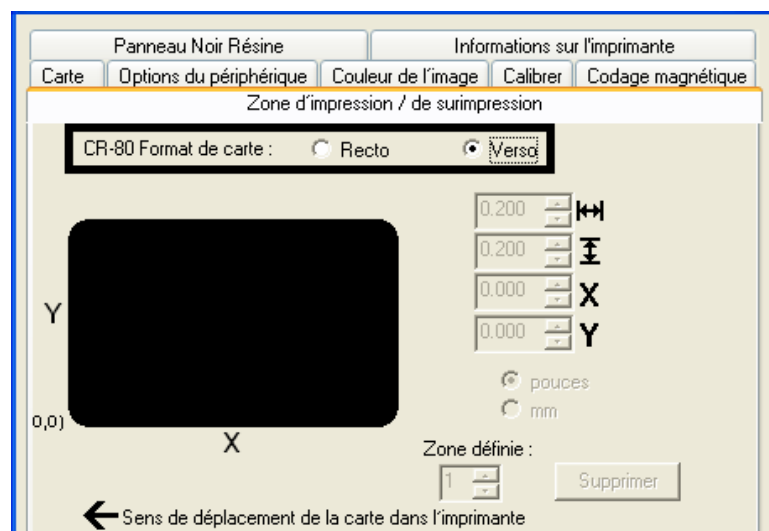 Panneau Noir Résine Informations sur l'imprimante
Carte Options du périphérique Couleur de l'image Calibrer Codage magnétique
Zone d'impression / de surimpression
CR-80 Format de carte : Recto Verso
0.200
0.200
0.000 X
Y
0.000 Y
pouces
mm
0,0)
X
Zone définie :
1 Supprimer
Sens de déplacement de la carte dans l'imprimante